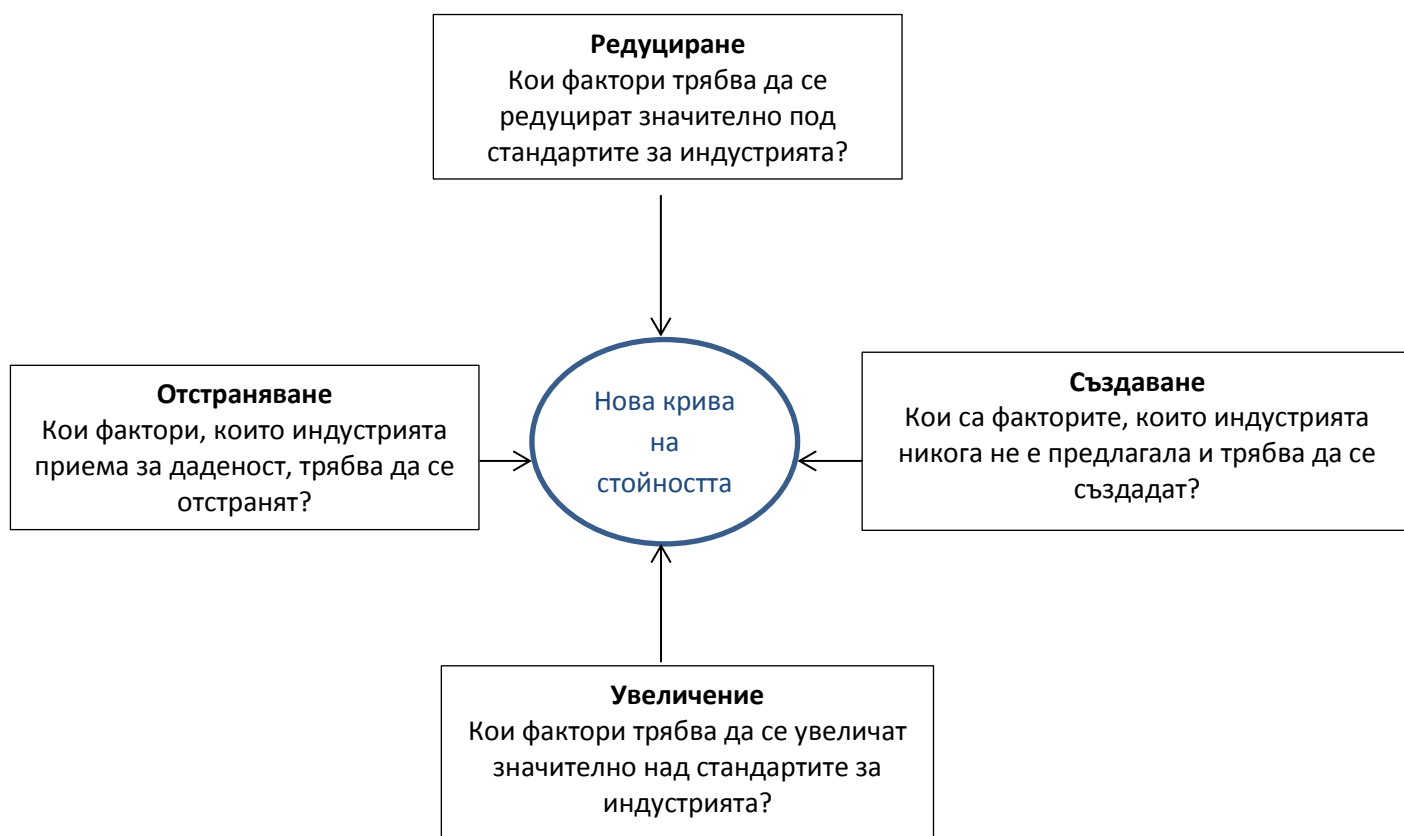 Редуциране
Кои фактори трябва да се
редуцират значително под
стандартите за индустрията?
Отстраняване
Кои фактори, които индустрията
приема за даденост, трябва да се
отстранят?
Нова крива
на
стойността
Създаване
Кои са факторите, които индустрията
никога не е предлагала и трябва да се
създадат?
Увеличение
Кои фактори трябва да се увеличат
значително над стандартите за
индустрията?